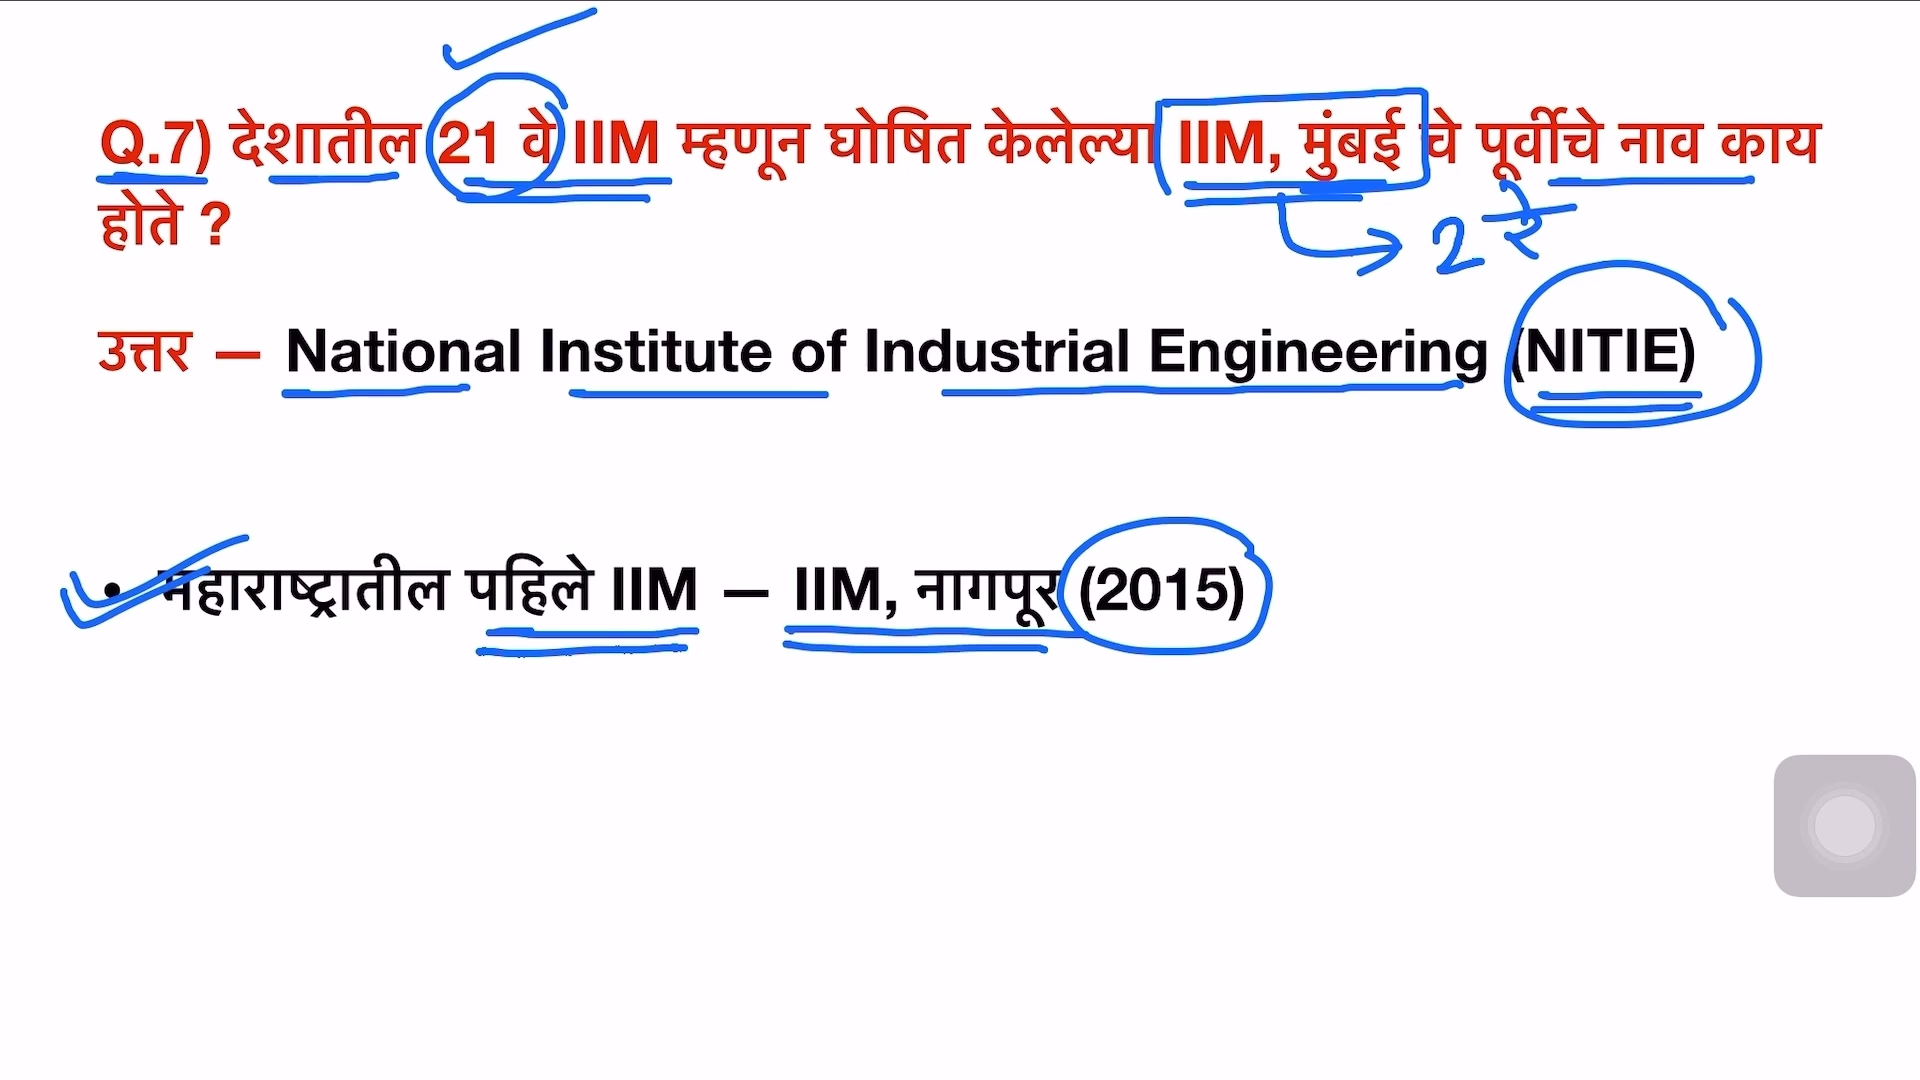 Q.7) देशातील 21 वे IIM म्हणून घोषित केलेल्या IIM, मुंबई चे पूर्वीचे नाव काय
होते ?
2 रे
उत्तर — National Institute of Industrial Engineering (NITIE)
• महाराष्ट्रातील पहिले IIM — IIM, नागपूर (2015)